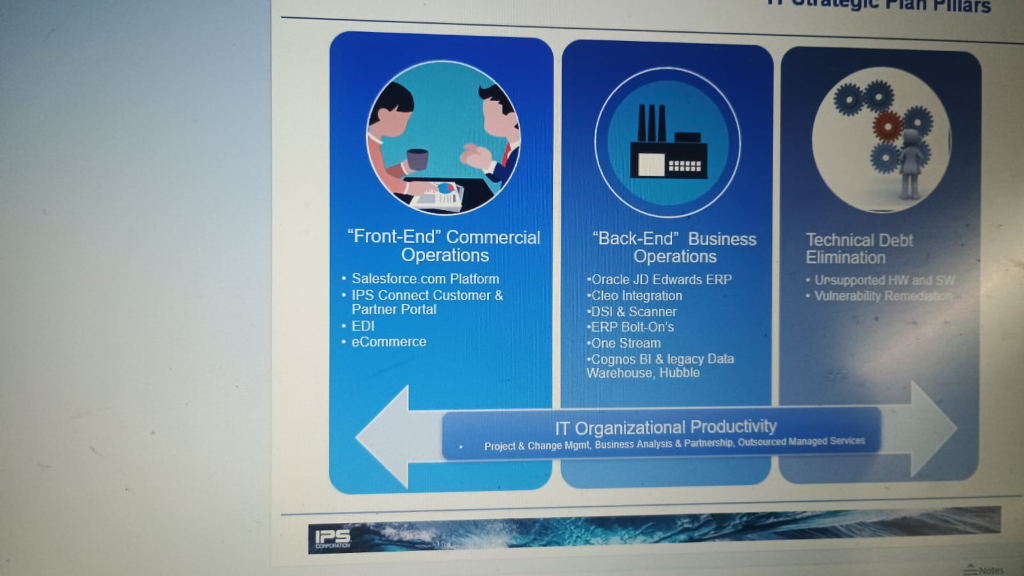 IT Strategic Plan Pillars
“Front-End” Commercial
Operations
• Salesforce.com Platform
• IPS Connect Customer &
Partner Portal
• EDI
• eCommerce
“Back-End” Business
Operations
•Oracle JD Edwards ERP
•Cleo Integration
•DSI & Scanner
•ERP Bolt-On's
•One Stream
•Cognos BI & legacy Data
Warehouse, Hubble
Technical Debt
Elimination
• Unsupported HW and SW
• Vulnerability Remediation
IT Organizational Productivity
• Project & Change Mgmt, Business Analysis & Partnership, Outsourced Managed Services
IPS
CORPORATION
Notes